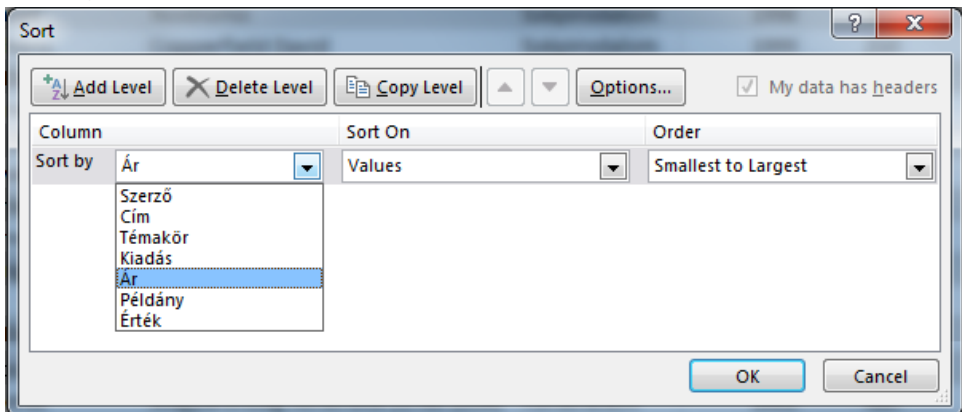 Sort
Add Level Delete Level Copy Level Options... My data has headers
Column Sort On Order
Sort by Ár Values Smallest to Largest
Szerző
Cím
Témakör
Kiadás
Ár
Példány
Érték
OK Cancel